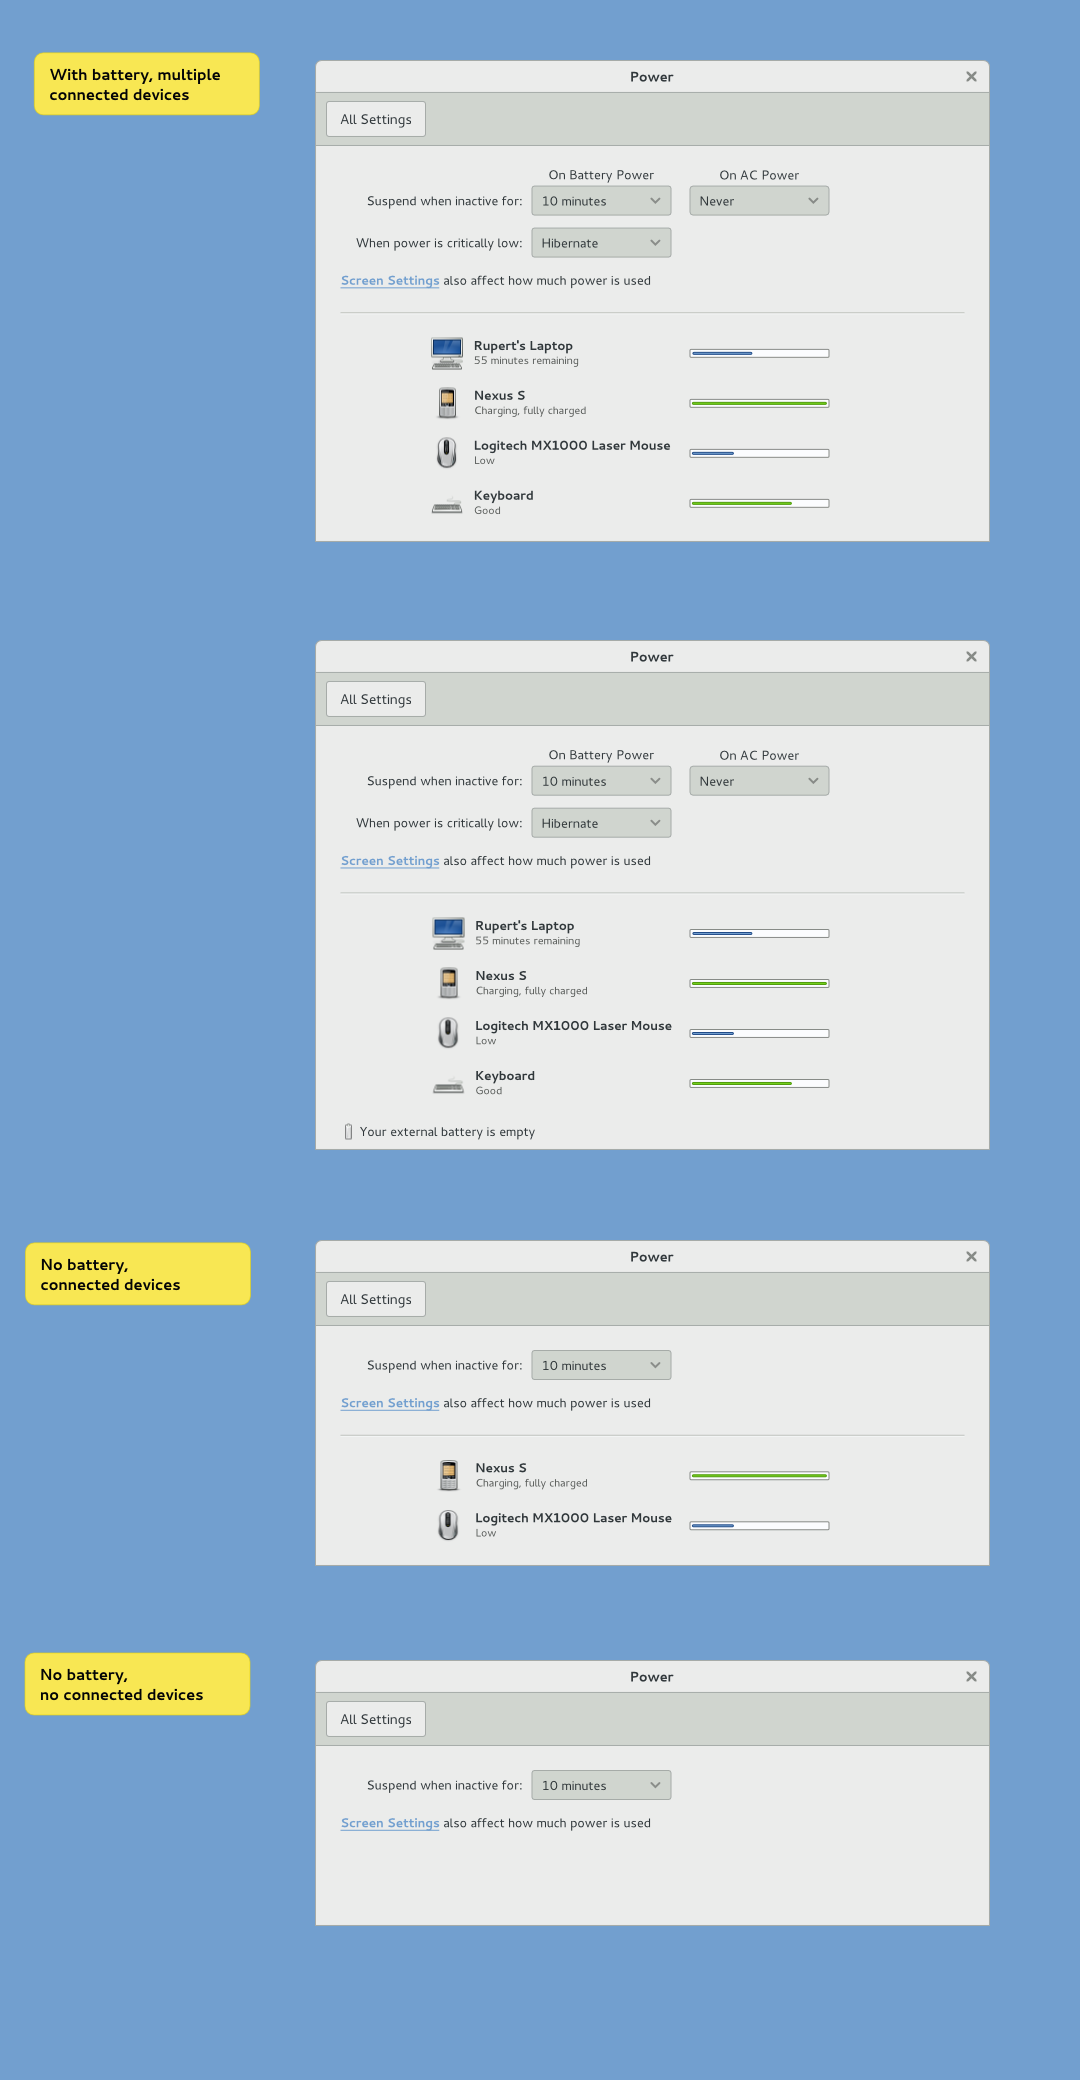 With battery, multiple
connected devices
Power
All Settings
On Battery Power On AC Power
Suspend when inactive for: 10 minutes Never
When power is critically low: Hibernate
Screen Settings also affect how much power is used
Rupert's Laptop
55 minutes remaining
Nexus S
Charging, fully charged
Logitech MX1000 Laser Mouse
Low
Keyboard
Good
Power
All Settings
On Battery Power On AC Power
Suspend when inactive for: 10 minutes Never
When power is critically low: Hibernate
Screen Settings also affect how much power is used
Rupert's Laptop
55 minutes remaining
Nexus S
Charging, fully charged
Logitech MX1000 Laser Mouse
Low
Keyboard
Good
Your external battery is empty
No battery,
connected devices
Power
All Settings
Suspend when inactive for: 10 minutes
Screen Settings also affect how much power is used
Nexus S
Charging, fully charged
Logitech MX1000 Laser Mouse
Low
No battery,
no connected devices
Power
All Settings
Suspend when inactive for: 10 minutes
Screen Settings also affect how much power is used